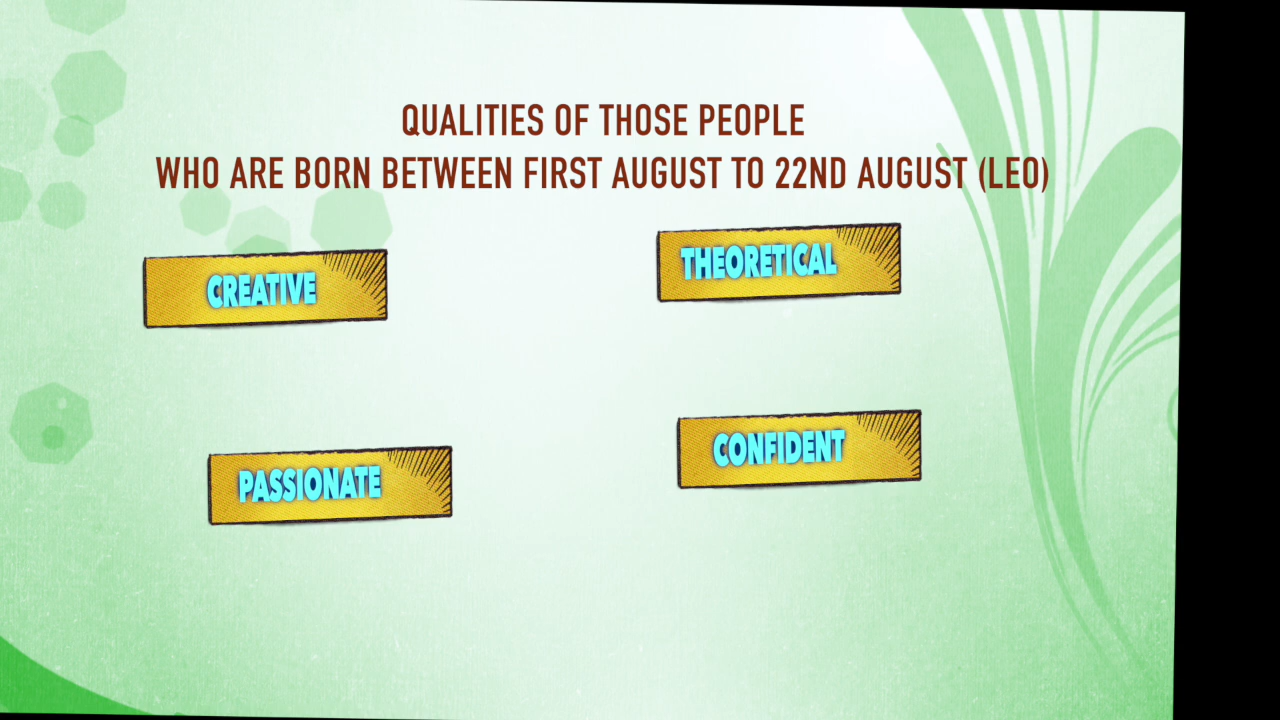 QUALITIES OF THOSE PEOPLE
WHO ARE BORN BETWEEN FIRST AUGUST TO 22ND AUGUST (LEO)
CREATIVE
THEORETICAL
PASSIONATE
CONFIDENT